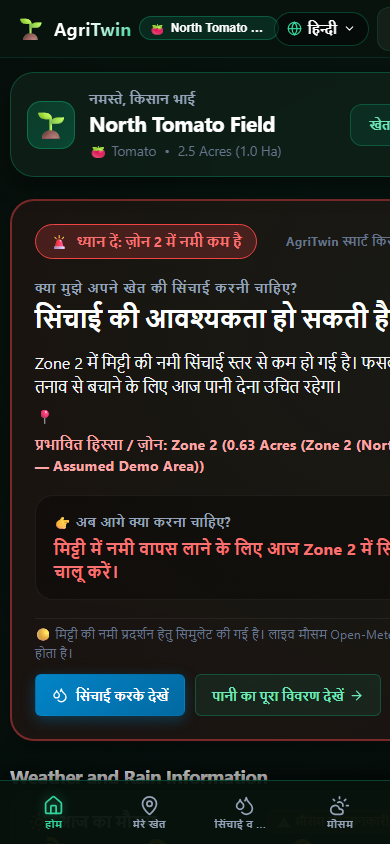 AgriTwin
North Tomato ...
हिन्दी
नमस्ते, किसान भाई
North Tomato Field
Tomato • 2.5 Acres (1.0 Ha)
खेत
ध्यान दें: ज़ोन 2 में नमी कम है
AgriTwin स्मार्ट
क्या मुझे अपने खेत की सिंचाई करनी चाहिए?
सिंचाई की आवश्यकता हो सकती है
Zone 2 में मिट्टी की नमी सिंचाई स्तर से कम हो गई है।
तनाव से बचाने के लिए आज पानी देना उचित रहेगा।
प्रभावित हिस्सा / ज़ोन: Zone 2 (0.63 Acres (Zone 2 (Nor
— Assumed Demo Area))
👉 अब आगे क्या करना चाहिए?
मिट्टी में नमी वापस लाने के लिए आज Zone 2 में
चालू करें।
मिट्टी की नमी प्रदर्शन हेतु सिमुलेट की गई है। लाइव मौसम Open-Mete
होता है।
सिंचाई करके देखें
पानी का पूरा विवरण देखें →
Weather and Rain Information
होम
मेरे खेत
सिंचाई व ...
मौसम